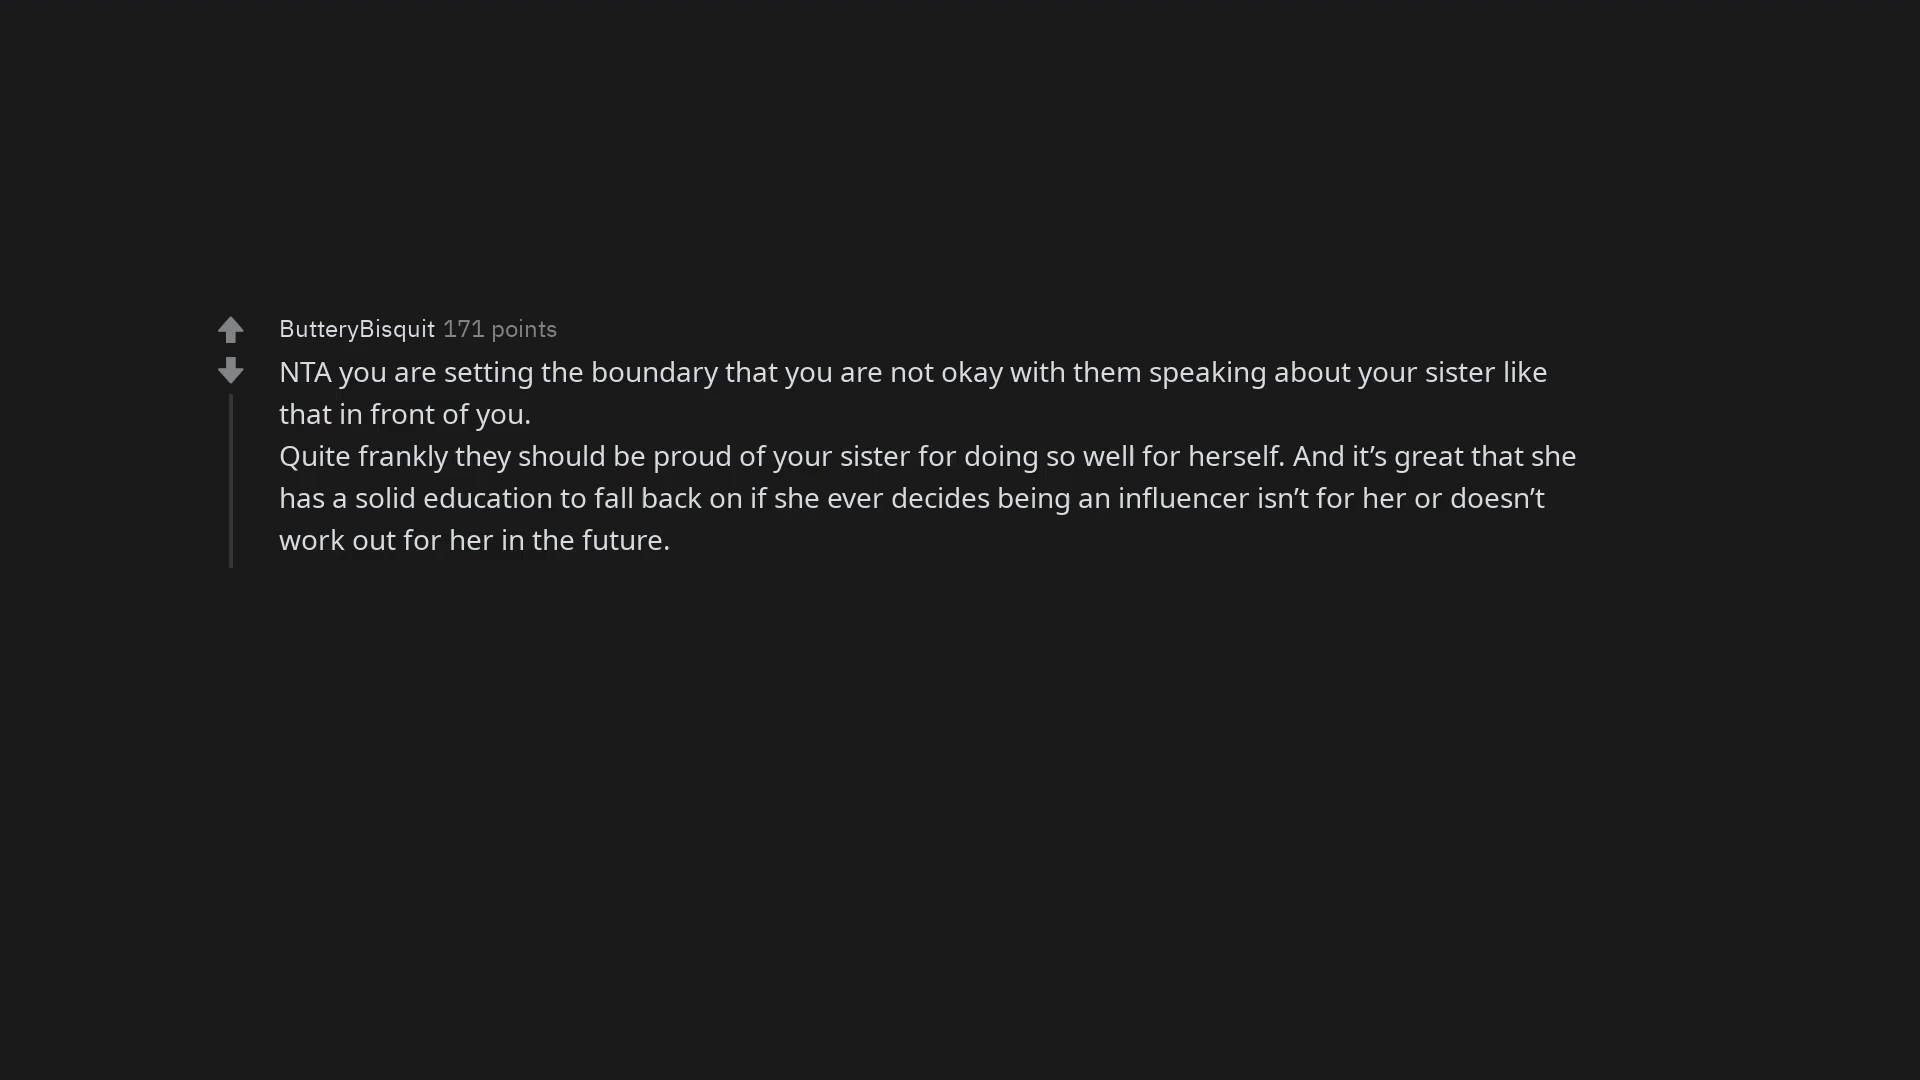 ButteryBisquit 171 points
NTA you are setting the boundary that you are not okay with them speaking about your sister like
that in front of you.
Quite frankly they should be proud of your sister for doing so well for herself. And it’s great that she
has a solid education to fall back on if she ever decides being an influencer isn’t for her or doesn’t
work out for her in the future.